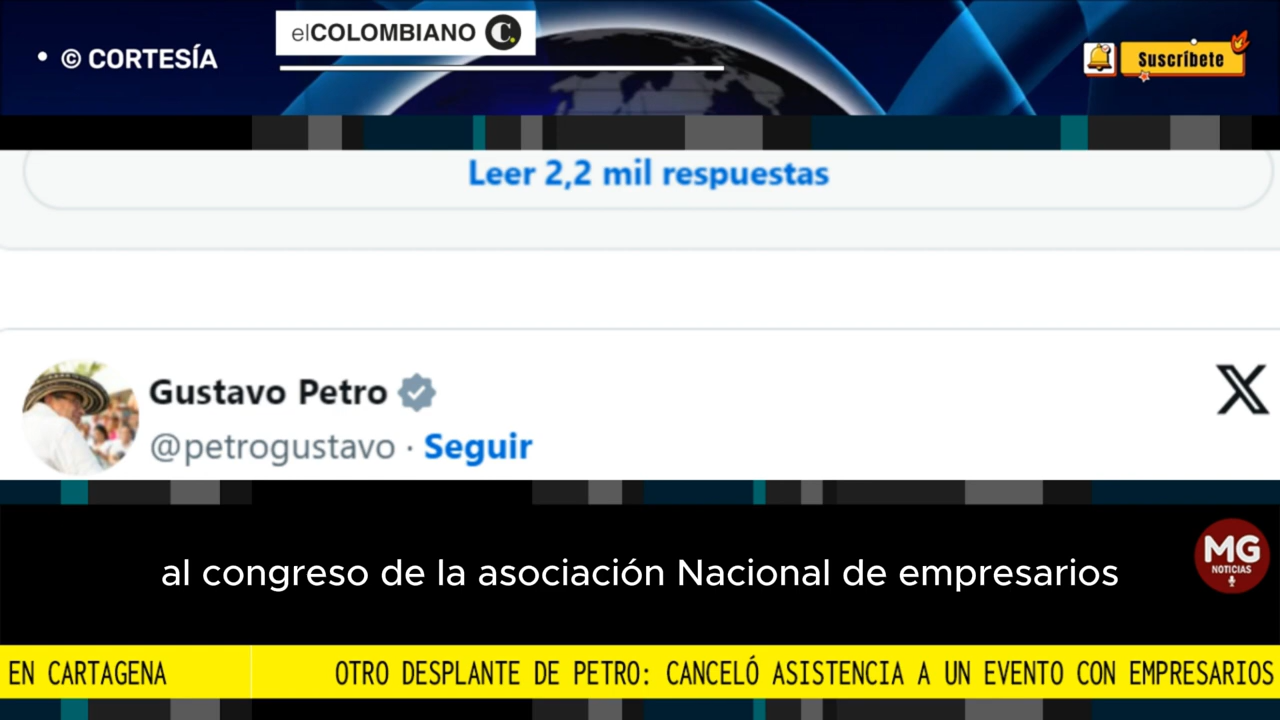 • © CORTESÍA
elCOLOMBIANO C.
Suscríbete
Leer 2,2 mil respuestas
Gustavo Petro
X
@petrogustavo · Seguir
al congreso de la asociación Nacional de empresarios
MG
NOTICIAS
EN CARTAGENA
OTRO DESPLANTE DE PETRO: CANCELÓ ASISTENCIA A UN EVENTO CON EMPRESARIOS